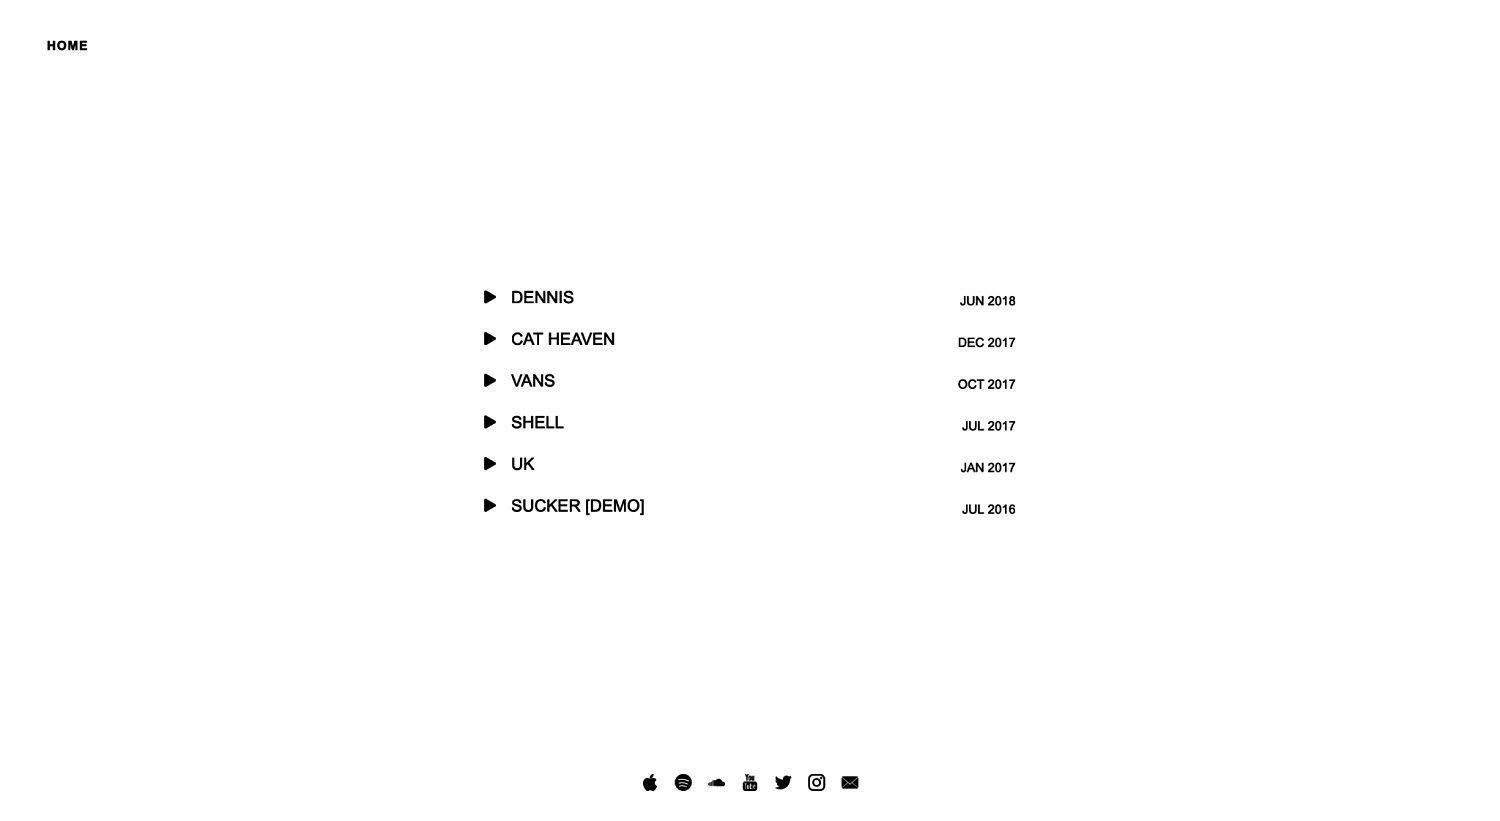 HOME
DENNIS JUN 2018
CAT HEAVEN DEC 2017
VANS OCT 2017
SHELL JUL 2017
UK JAN 2017
SUCKER [DEMO] JUL 2016
You Tube